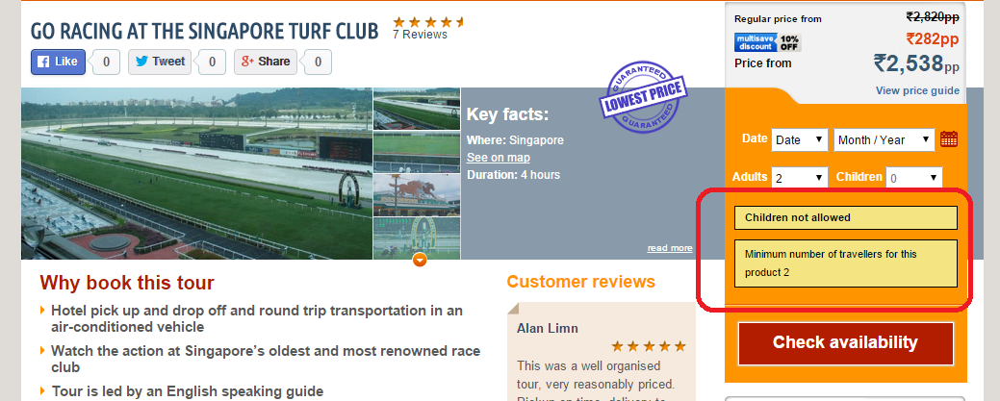 GO RACING AT THE SINGAPORE TURF CLUB
7 Reviews
Like 0 Tweet 0 Share 0
Regular price from ₹2,820pp
multisave discount 10% OFF ₹282pp
Price from ₹2,538pp
View price guide
Key facts:
Where: Singapore
See on map
Duration: 4 hours
GUARANTEED
LOWEST PRICE
GUARANTEED
read more
Date Date Month / Year
Adults 2 Children 0
Children not allowed
Minimum number of travellers for this
product 2
Check availability
Why book this tour
Hotel pick up and drop off and round trip transportation in an
air-conditioned vehicle
Watch the action at Singapore's oldest and most renowned race
club
Tour is led by an English speaking guide
Customer reviews
Alan Limn
This was a well organised
tour, very reasonably priced.
Pickup on time, delivery to